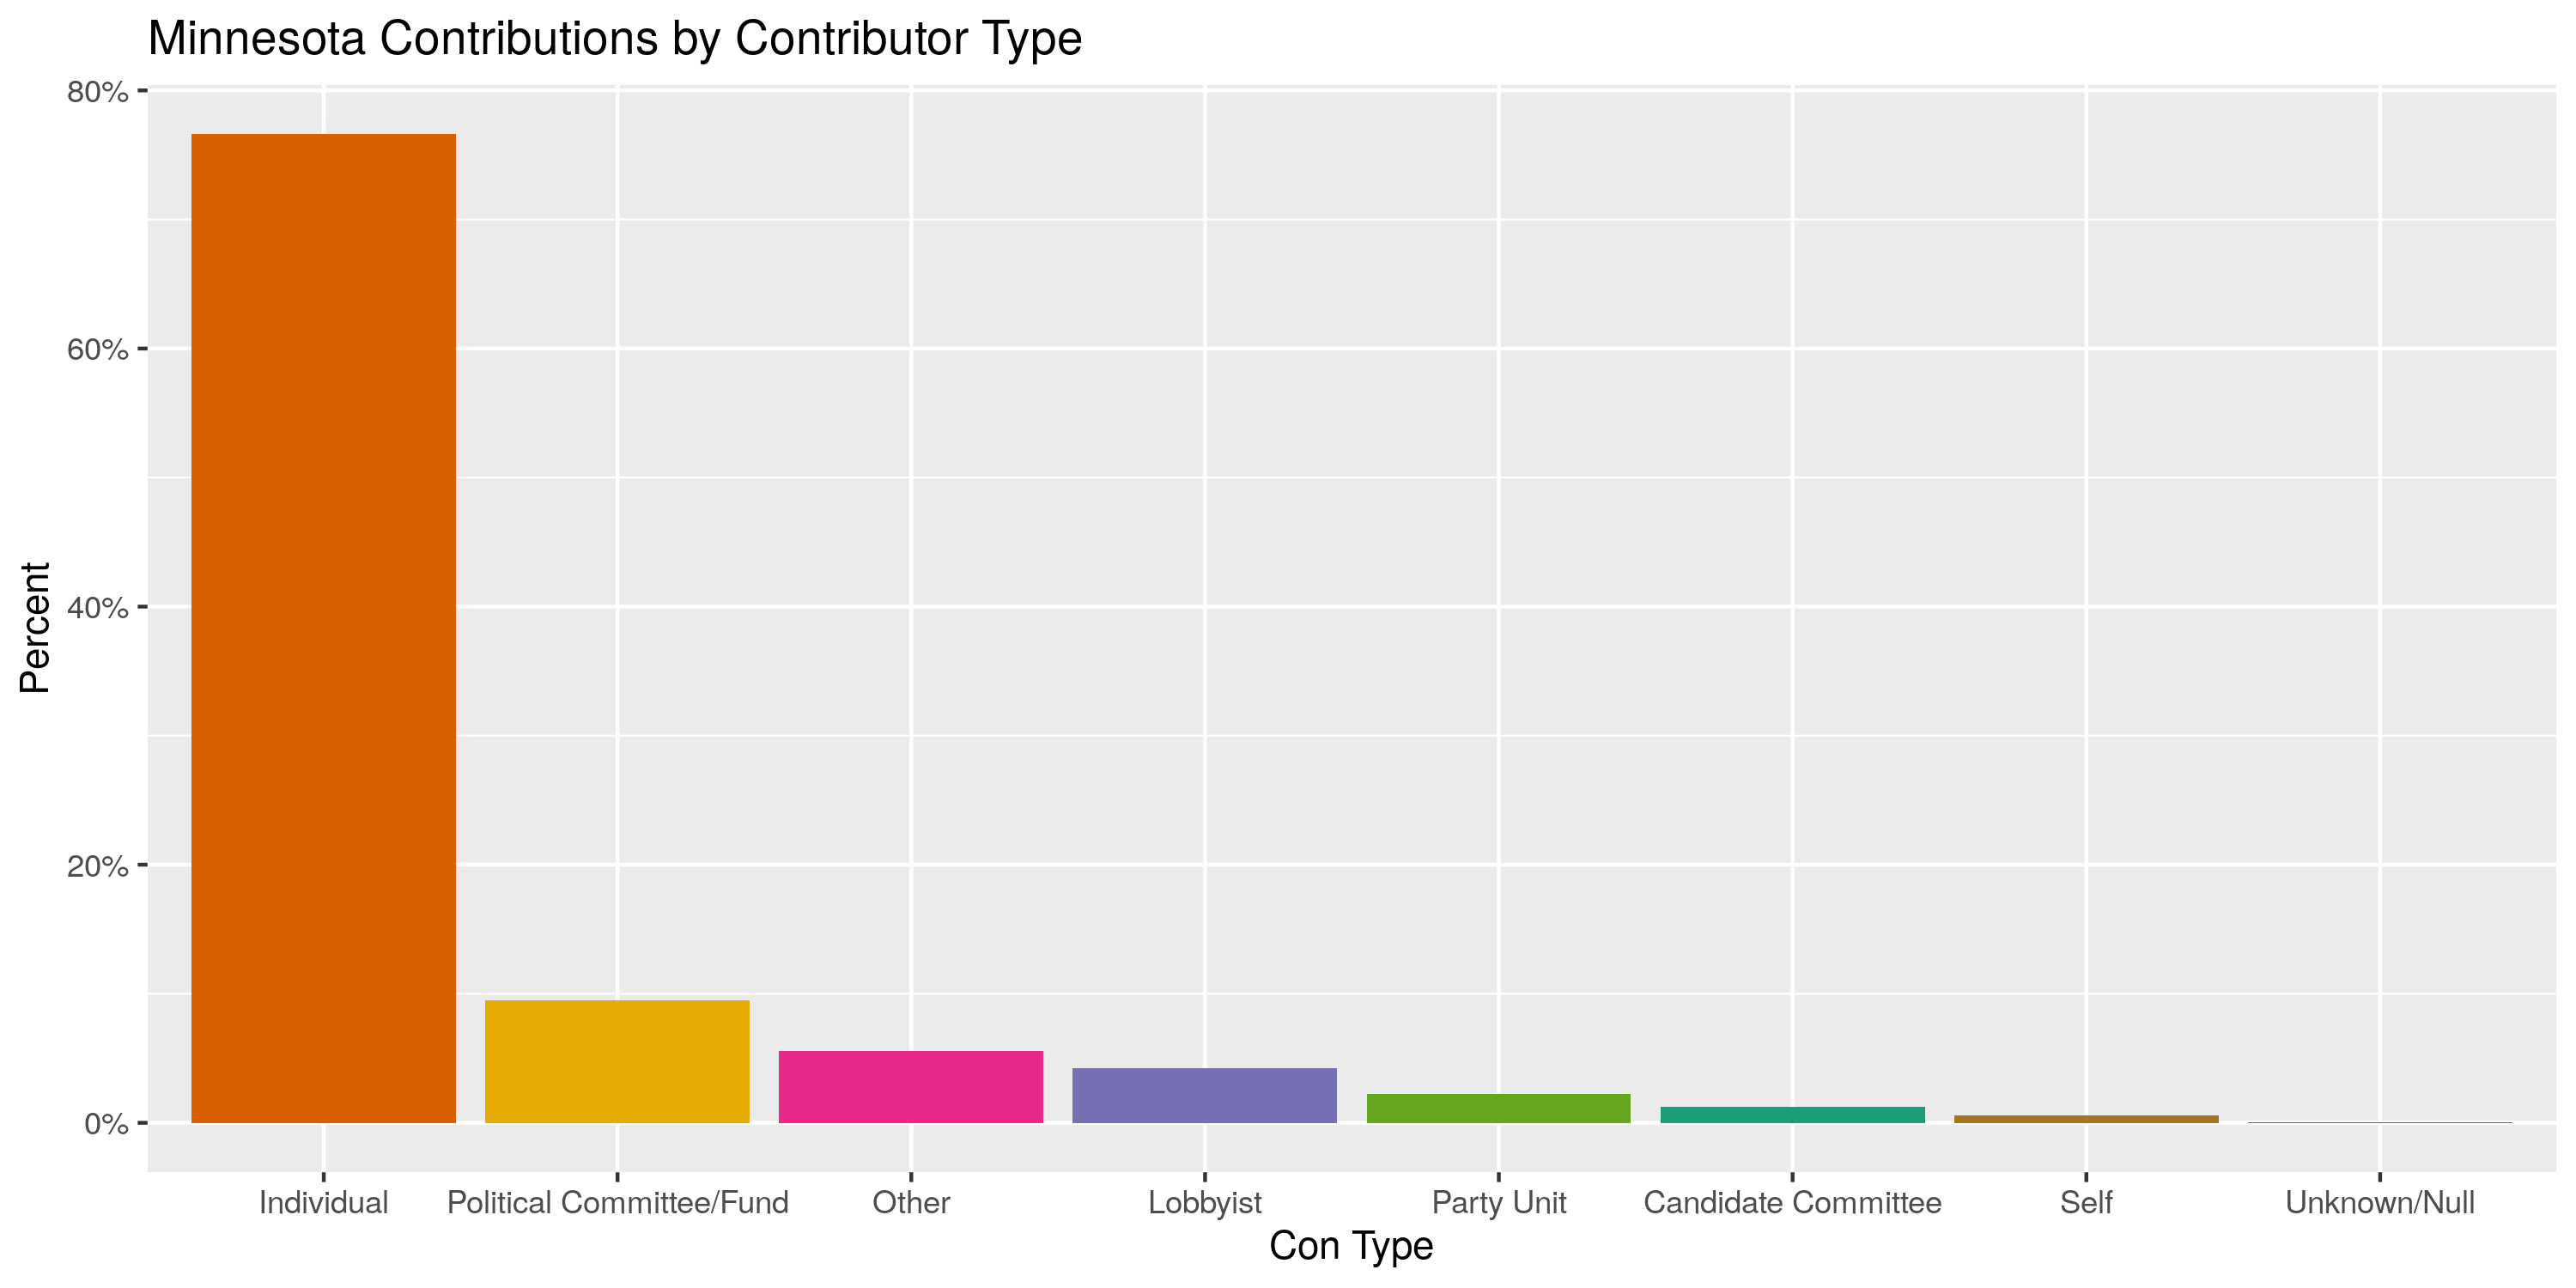 Minnesota Contributions by Contributor Type
80%
60%
40%
20%
0%
Percent
Individual
Political Committee/Fund
Other
Lobbyist
Party Unit
Candidate Committee
Self
Unknown/Null
Con Type